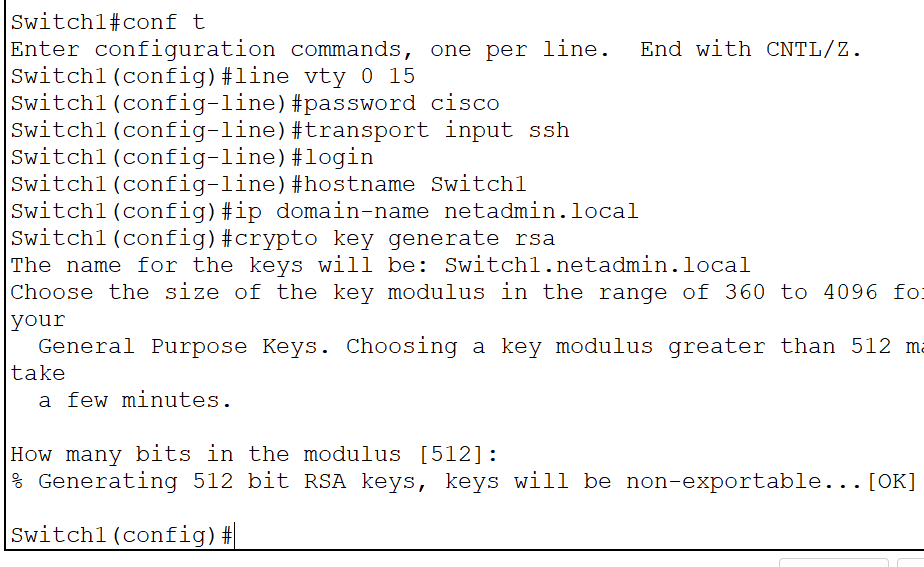 Switch1#conf t
Enter configuration commands, one per line.  End with CNTL/Z.
Switch1(config)#line vty 0 15
Switch1(config-line)#password cisco
Switch1(config-line)#transport input ssh
Switch1(config-line)#login
Switch1(config-line)#hostname Switch1
Switch1(config)#ip domain-name netadmin.local
Switch1(config)#crypto key generate rsa
The name for the keys will be: Switch1.netadmin.local
Choose the size of the key modulus in the range of 360 to 4096 for
your
  General Purpose Keys. Choosing a key modulus greater than 512 ma
take
  a few minutes.
How many bits in the modulus [512]:
% Generating 512 bit RSA keys, keys will be non-exportable...[OK]
Switch1(config)#